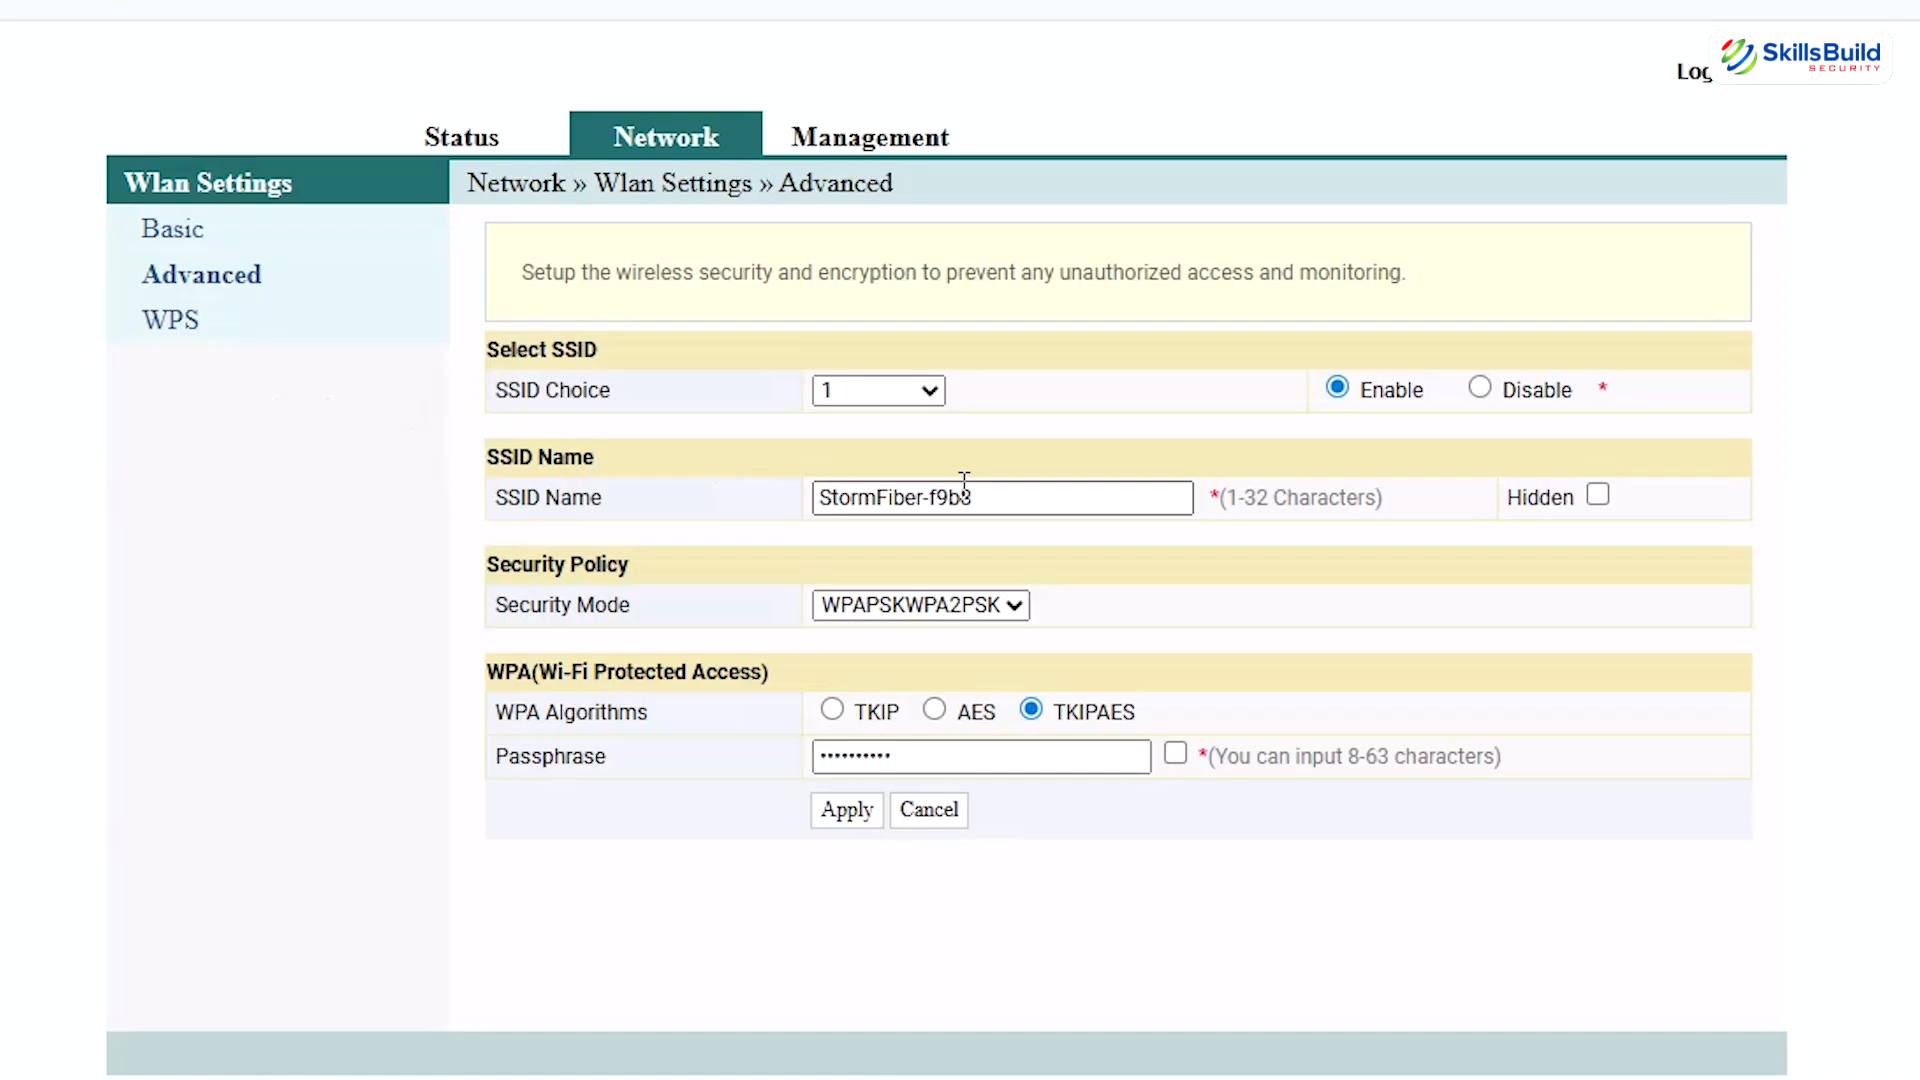 SkillsBuild
SECURITY
Log
Status
Network
Management
Wlan Settings
Network » Wlan Settings » Advanced
Basic
Advanced
WPS
Setup the wireless security and encryption to prevent any unauthorized access and monitoring.
Select SSID
SSID Choice 1 Enable Disable *
SSID Name
SSID Name StormFiber-f9b8 *(1-32 Characters) Hidden
Security Policy
Security Mode WPAPSKWPA2PSK
WPA(Wi-Fi Protected Access)
WPA Algorithms TKIP AES TKIPAES
Passphrase •••••••••• *(You can input 8-63 characters)
Apply Cancel